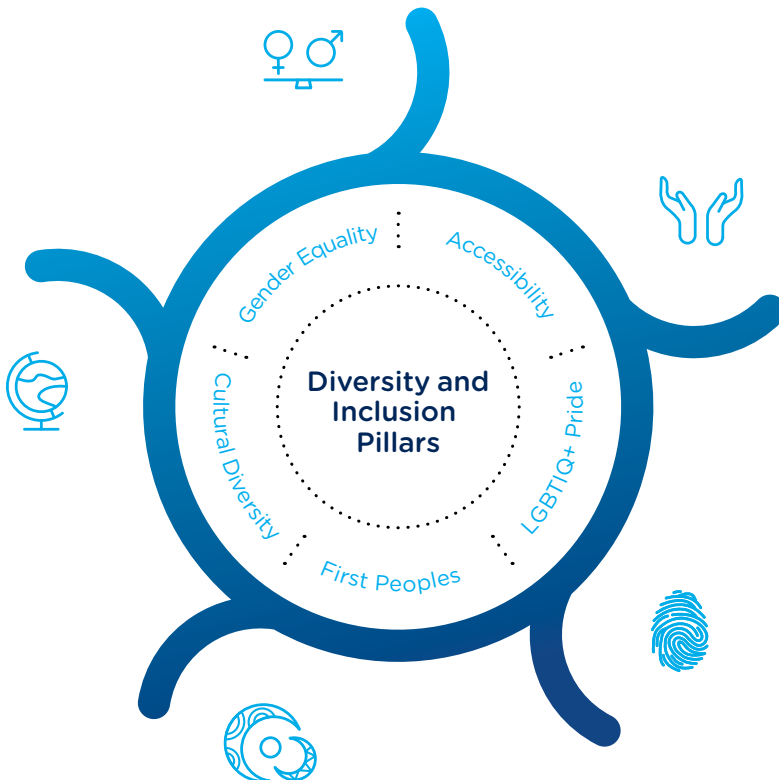 Gender Equality
Accessibility
Diversity and
Inclusion
Pillars
Cultural Diversity
LGBTIQ+ Pride
First Peoples